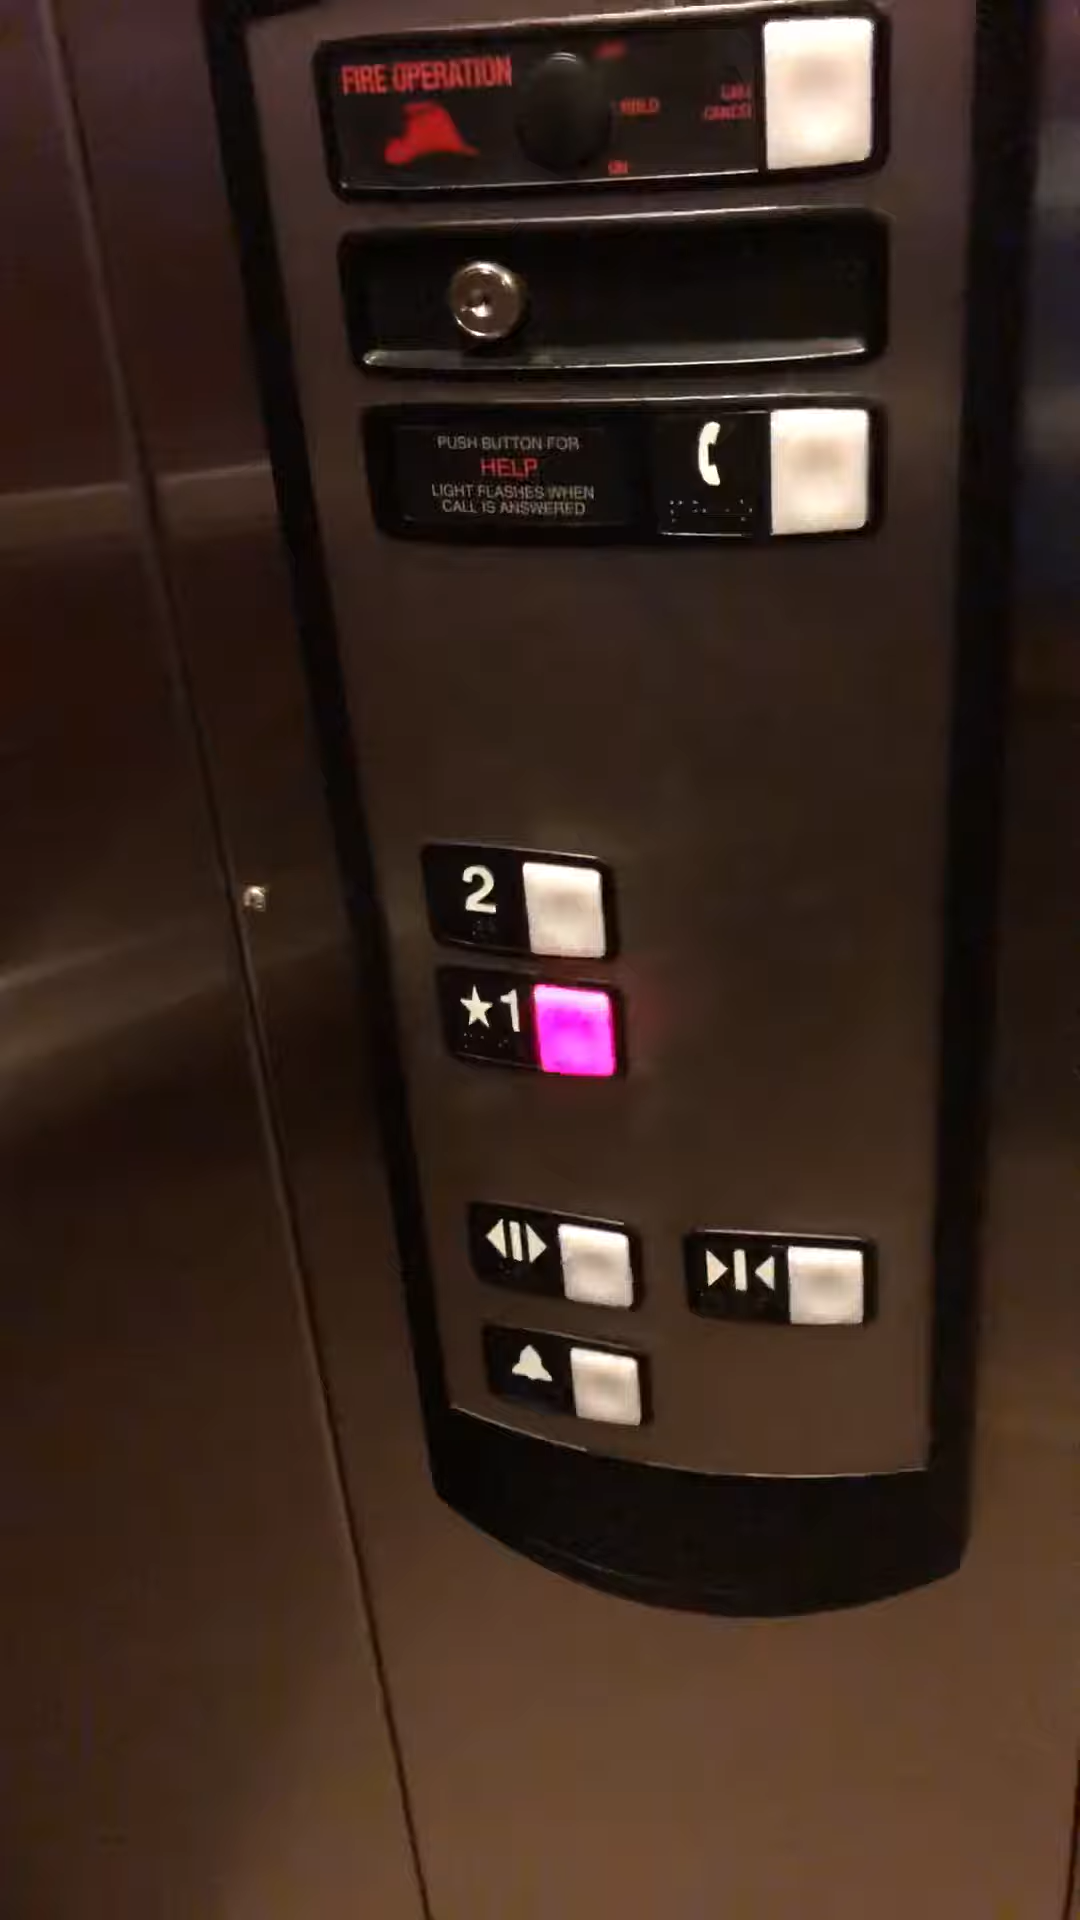 FIRE OPERATION
HOLD
CALL
CANCEL
ON
PUSH BUTTON FOR
HELP
LIGHT FLASHES WHEN
CALL IS ANSWERED
2
★1